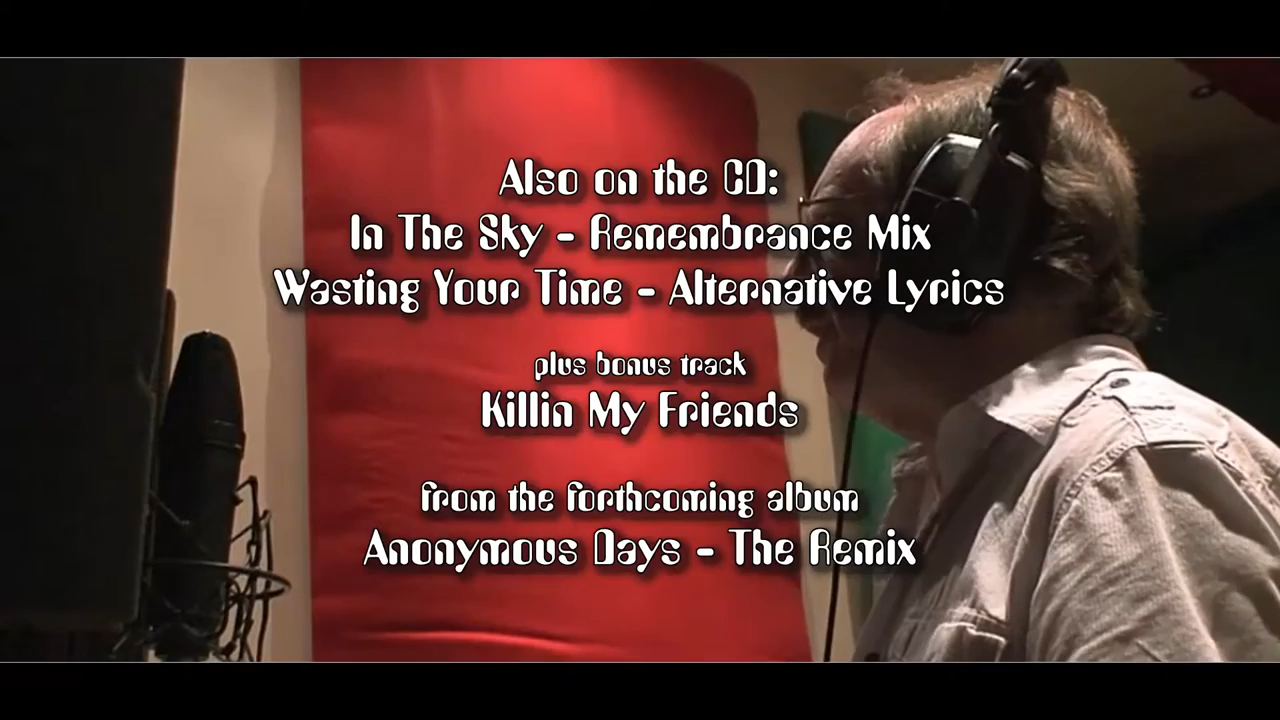 Also on the CD:
In The Sky - Remembrance Mix
Wasting Your Time - Alternative Lyrics
plus bonus track
Killin My Friends
from the forthcoming album
Anonymous Days - The Remix